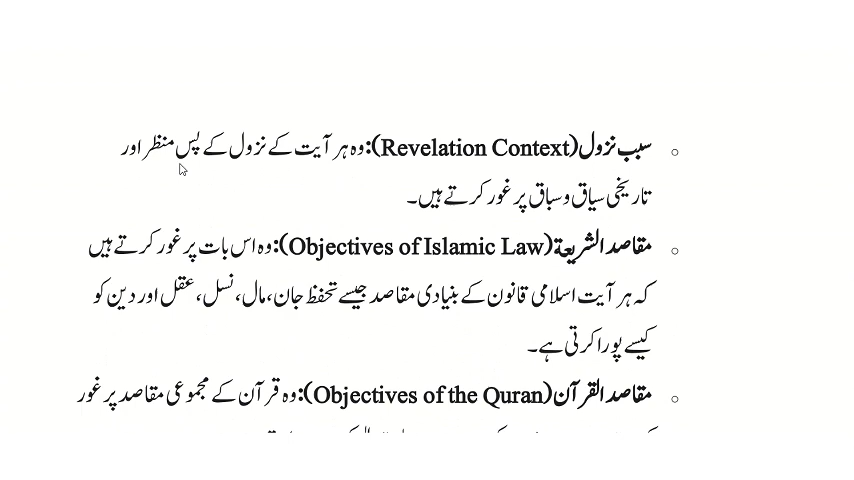 سبب نزول (Revelation Context): وہ ہر آیت کے نزول کے پس منظر اور
تاریخی سیاق و سباق پر غور کرتے ہیں۔
مقاصد الشریعة (Objectives of Islamic Law): وہ اس بات پر غور کرتے ہیں
کہ ہر آیت اسلامی قانون کے بنیادی مقاصد جیسے تحفظ جان، مال، نسل، عقل اور دین کو
کیسے پورا کرتی ہے۔
مقاصد القرآن (Objectives of the Quran): وہ قرآن کے مجموعی مقاصد پر غور